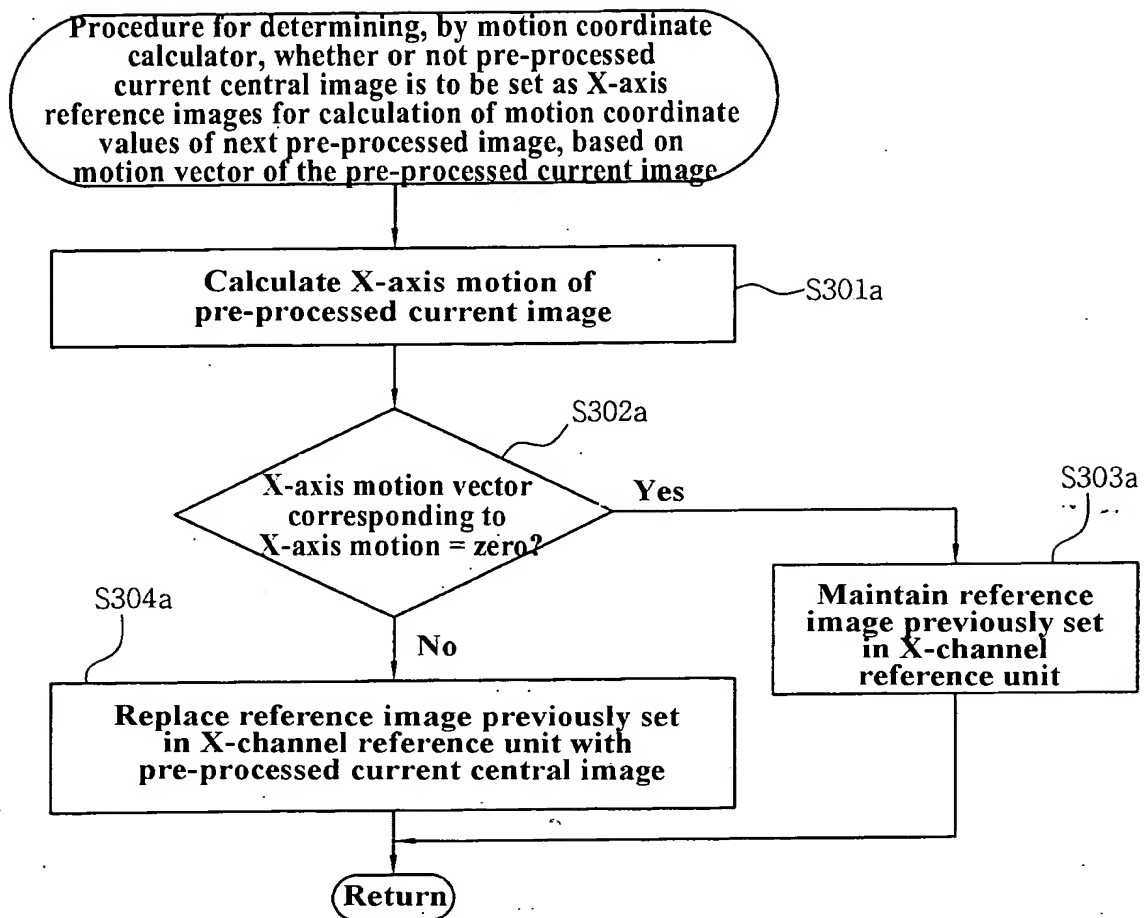 Procedure for determining, by motion coordinate
calculator, whether or not pre-processed
current central image is to be set as X-axis
reference images for calculation of motion coordinate
values of next pre-processed image, based on
motion vector of the pre-processed current image
Calculate X-axis motion of
pre-processed current image
S301a
S302a
X-axis motion vector
corresponding to
X-axis motion = zero?
Yes
S303a
Maintain reference
image previously set
in X-channel
reference unit
S304a
No
Replace reference image previously set
in X-channel reference unit with
pre-processed current central image
Return